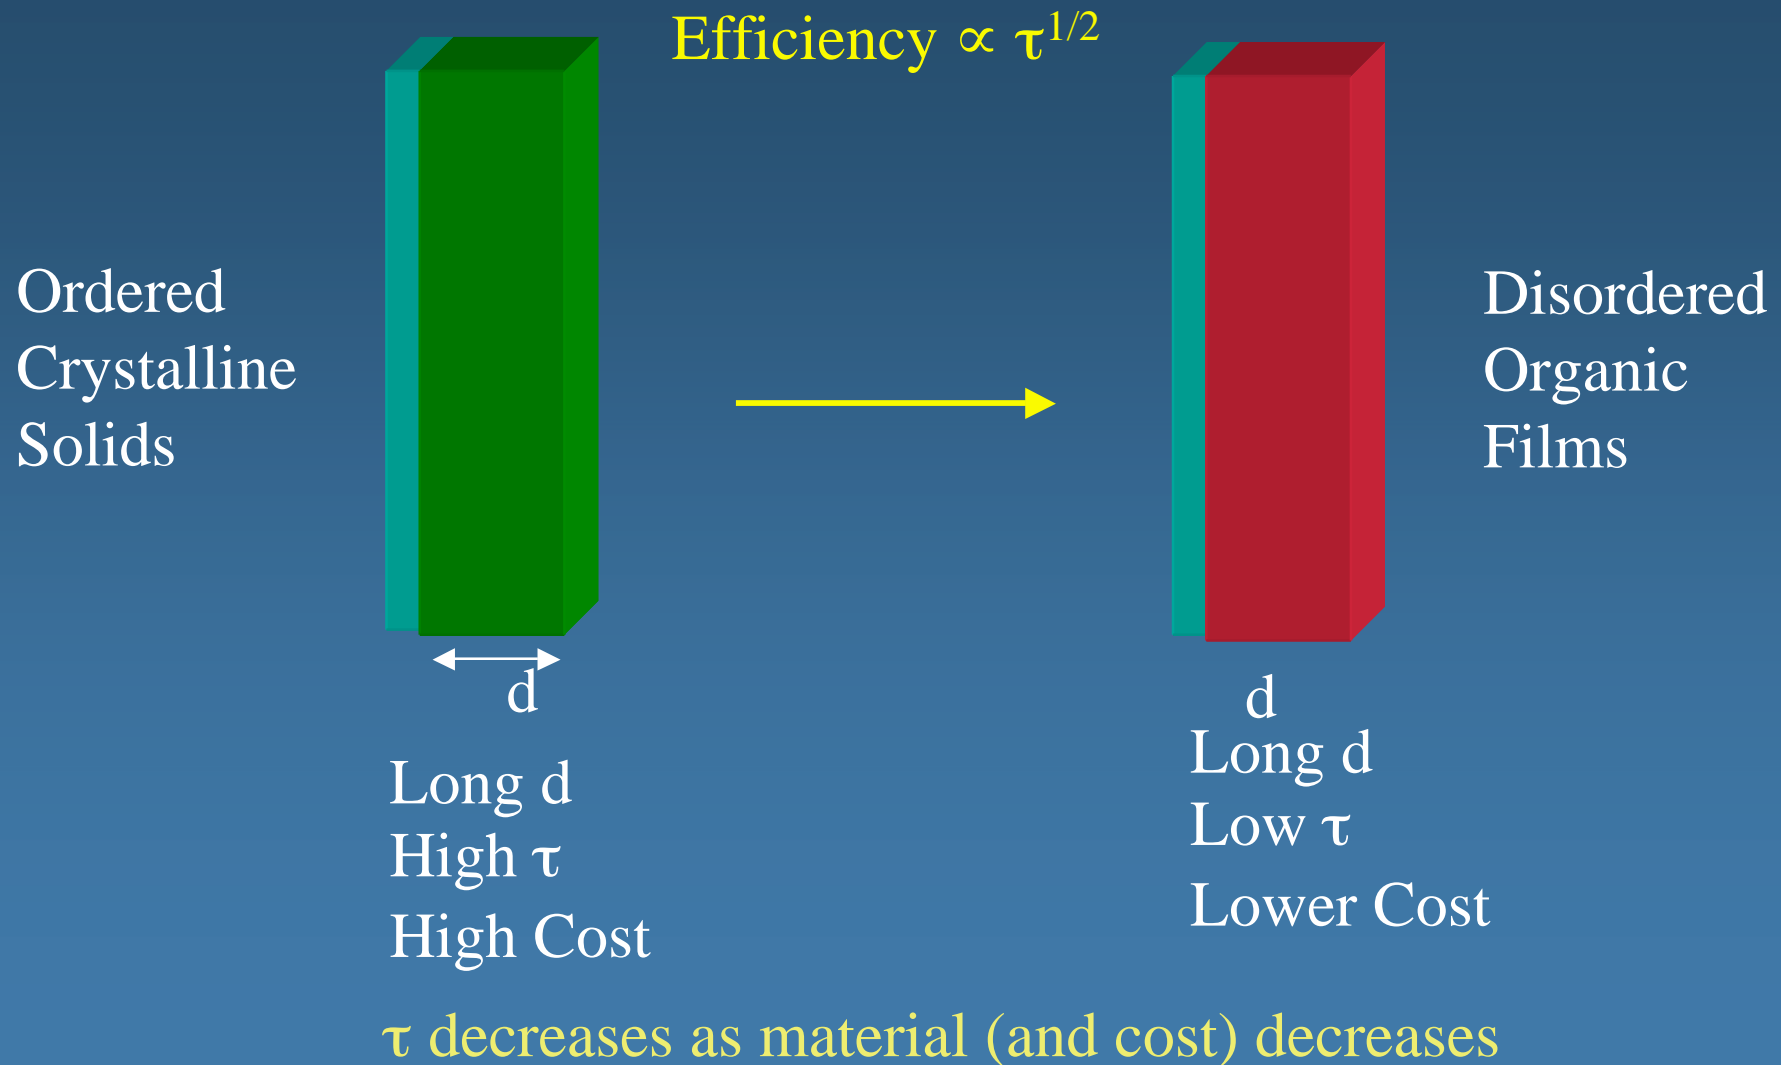 Efficiency ∝ τ^1/2
Ordered
Crystalline
Solids
Disordered
Organic
Films
d
Long d
High τ
High Cost
d
Long d
Low τ
Lower Cost
τ decreases as material (and cost) decreases